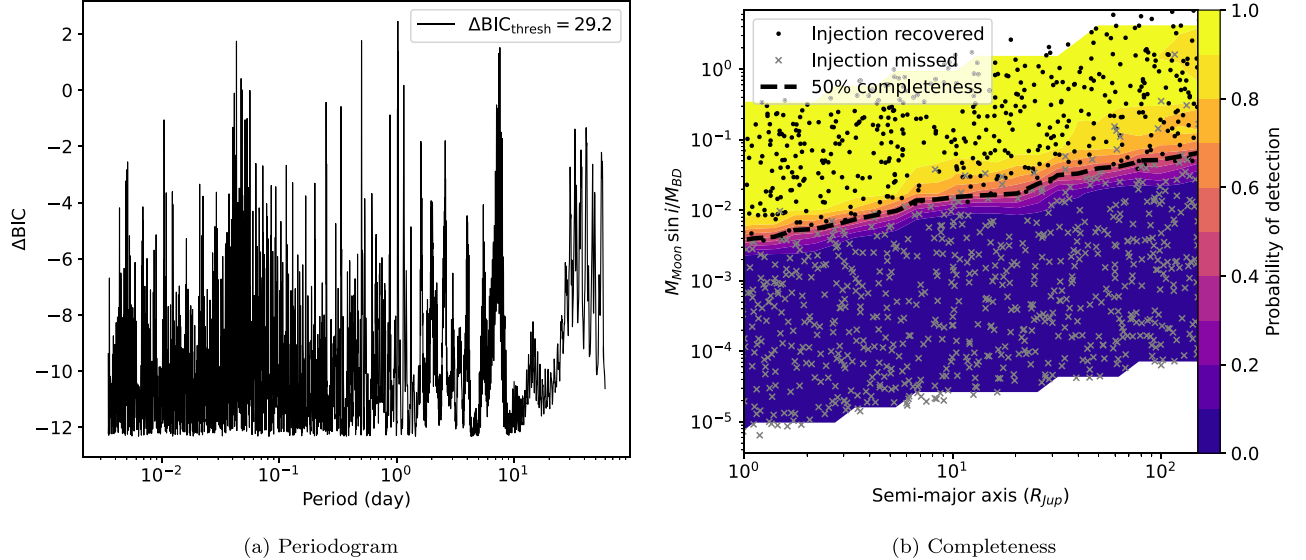 2
0
−2
−4
−6
−8
−10
−12
ΔBIC
ΔBIC_thresh = 29.2
10^−2
10^−1
10^0
10^1
Period (day)
(a) Periodogram
10^0
10^−1
10^−2
10^−3
10^−4
10^−5
M_Moon sin i/M_BD
Injection recovered
Injection missed
50% completeness
10^0
10^1
10^2
Semi-major axis (R_Jup)
1.0
0.8
0.6
0.4
0.2
0.0
Probability of detection
(b) Completeness